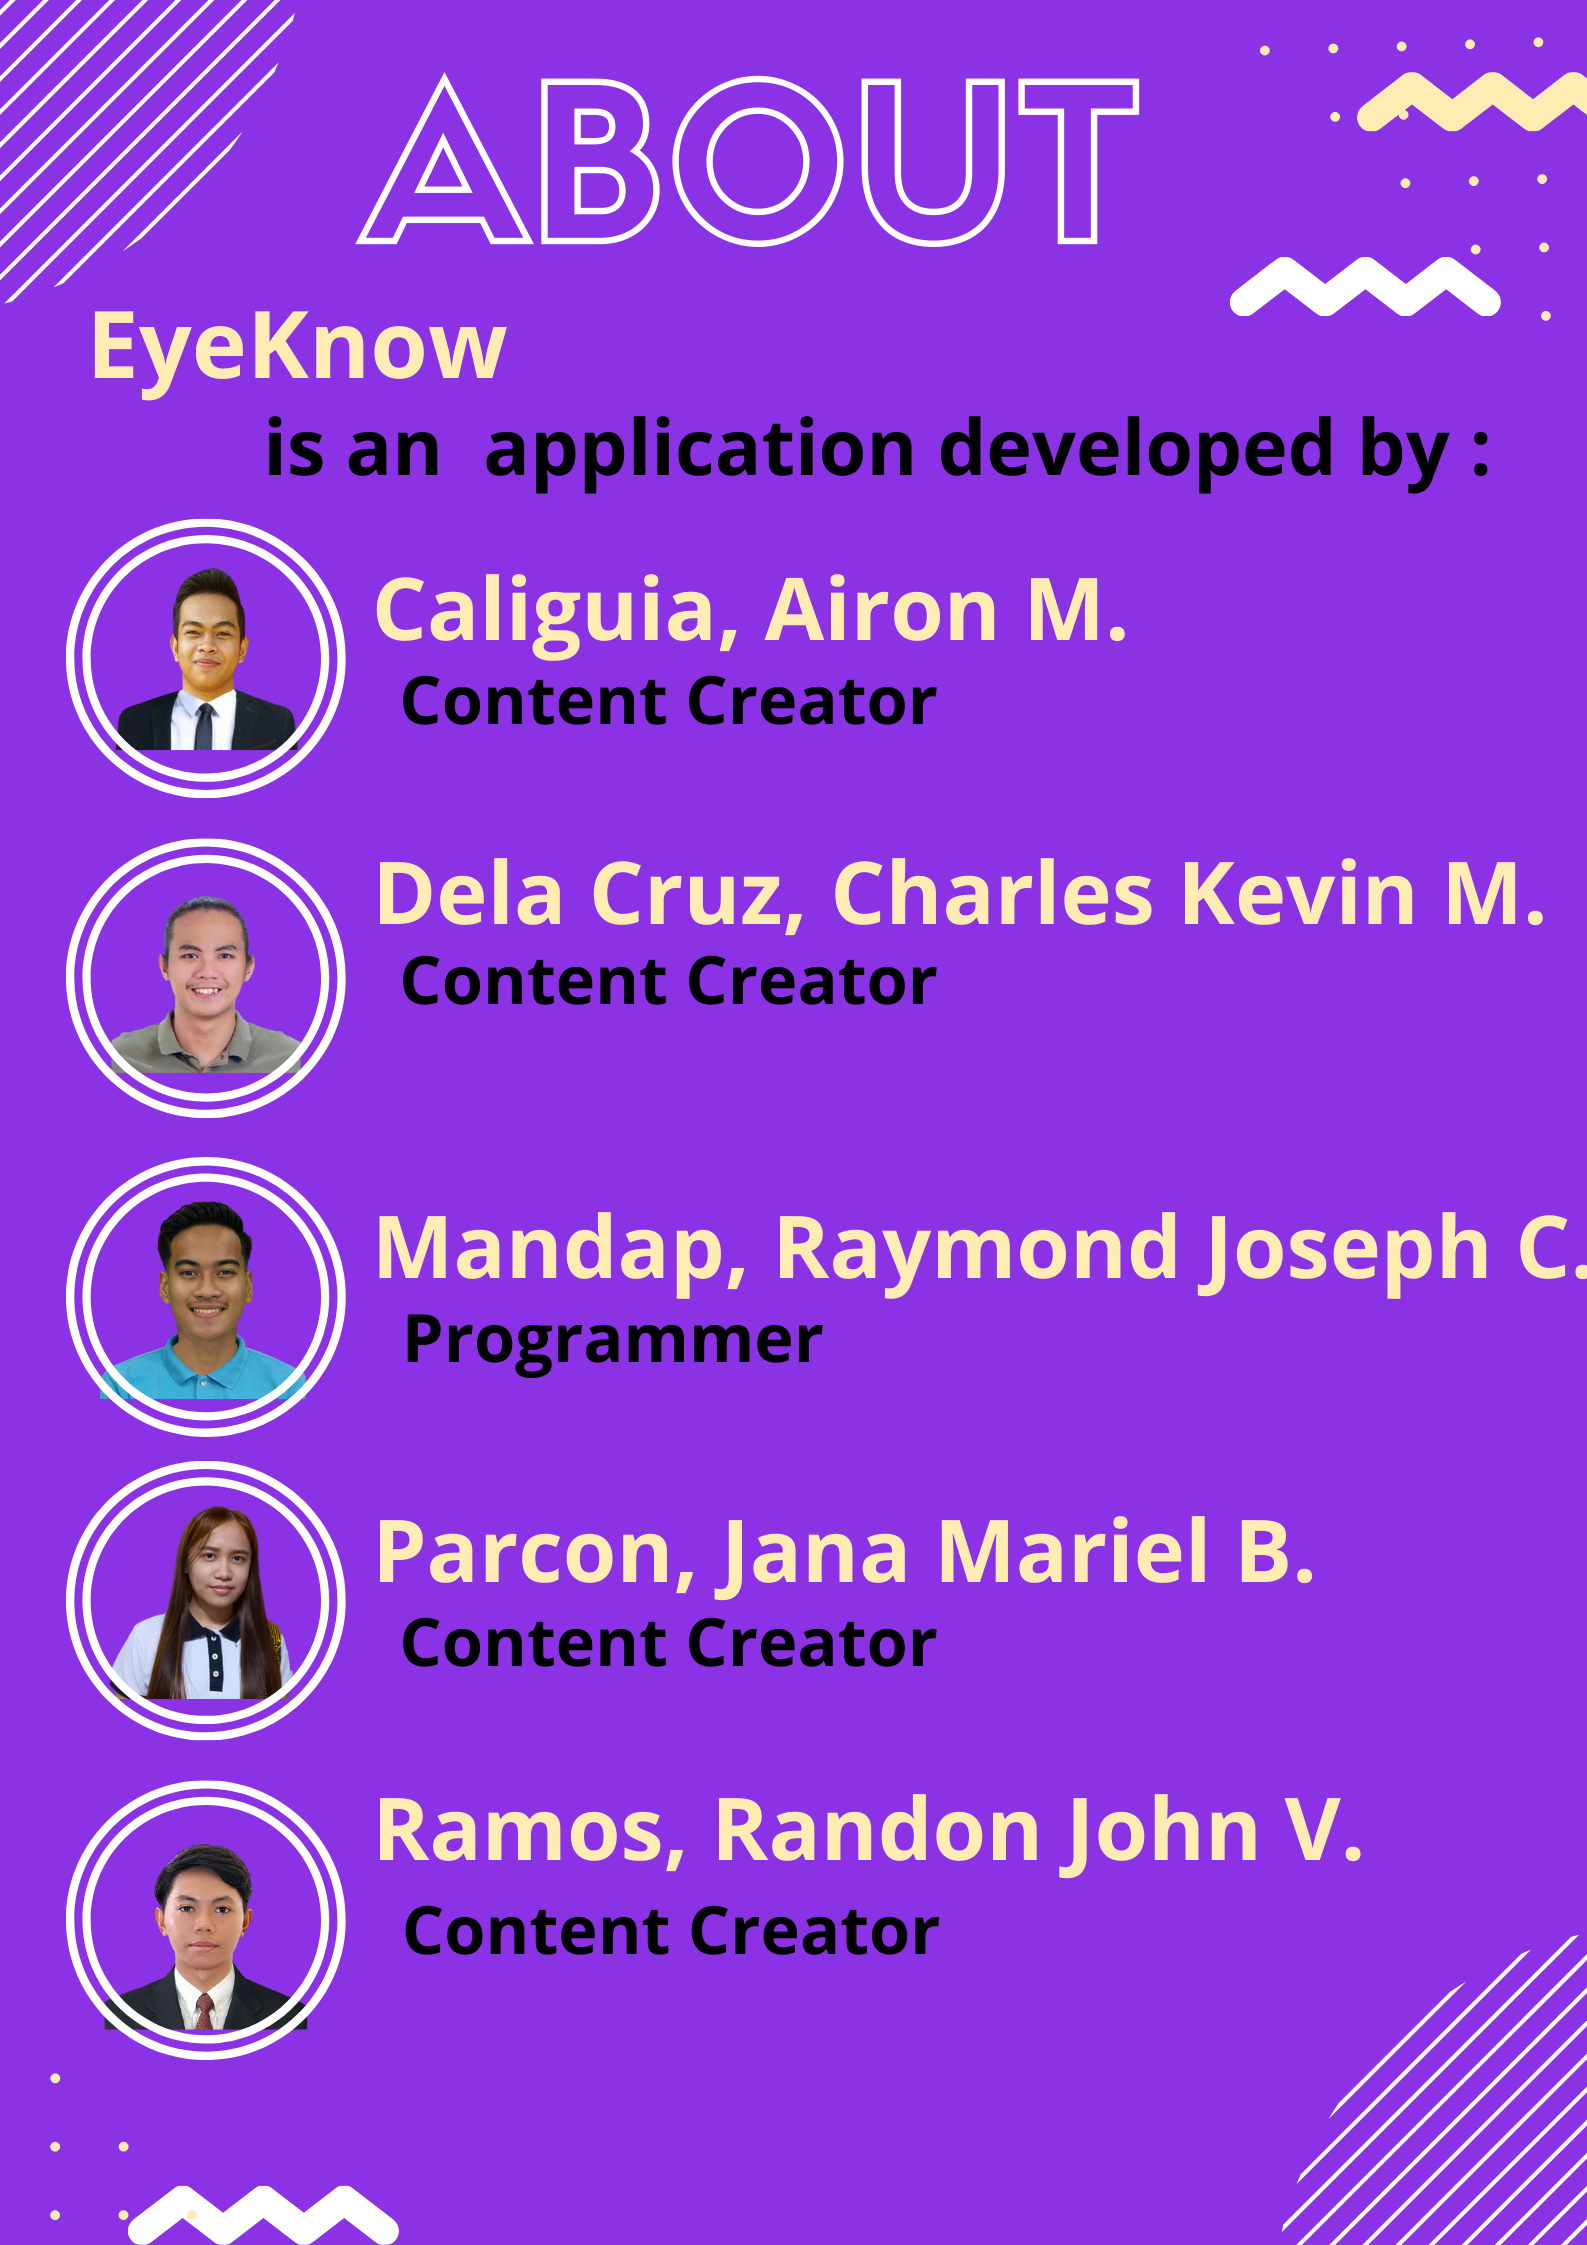 ABOUT
EyeKnow
is an application developed by :
Caliguia, Airon M.
Content Creator
Dela Cruz, Charles Kevin M.
Content Creator
Mandap, Raymond Joseph C.
Programmer
Parcon, Jana Mariel B.
Content Creator
Ramos, Randon John V.
Content Creator